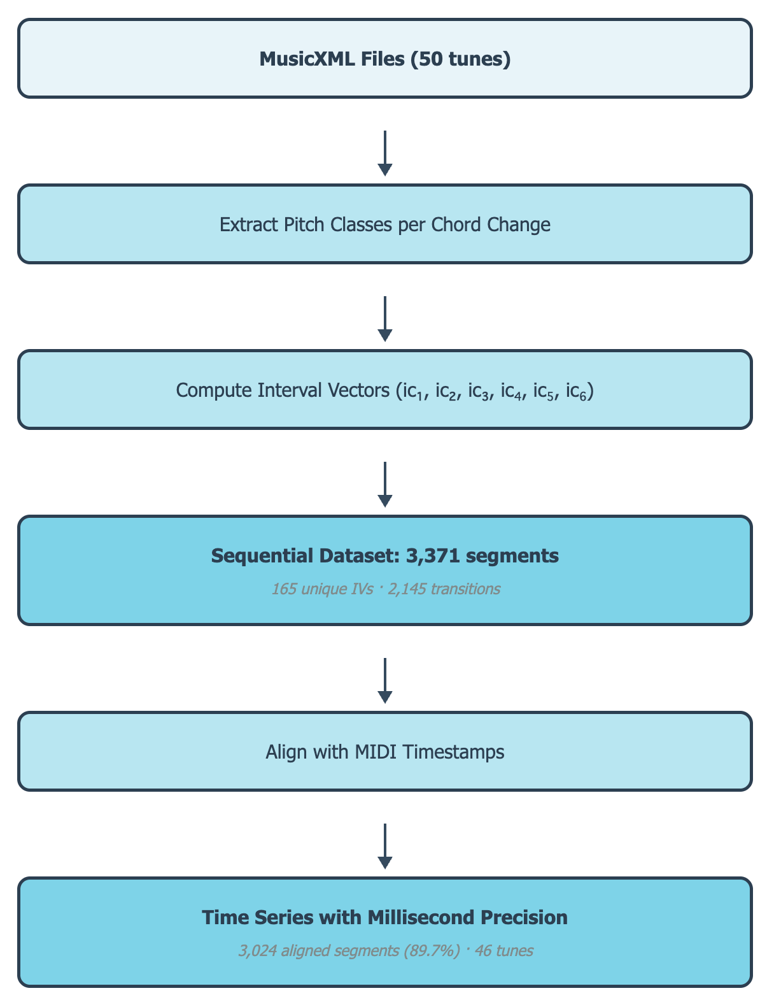 MusicXML Files (50 tunes)
Extract Pitch Classes per Chord Change
Compute Interval Vectors (ic₁, ic₂, ic₃, ic₄, ic₅, ic₆)
Sequential Dataset: 3,371 segments
165 unique IVs · 2,145 transitions
Align with MIDI Timestamps
Time Series with Millisecond Precision
3,024 aligned segments (89.7%) · 46 tunes